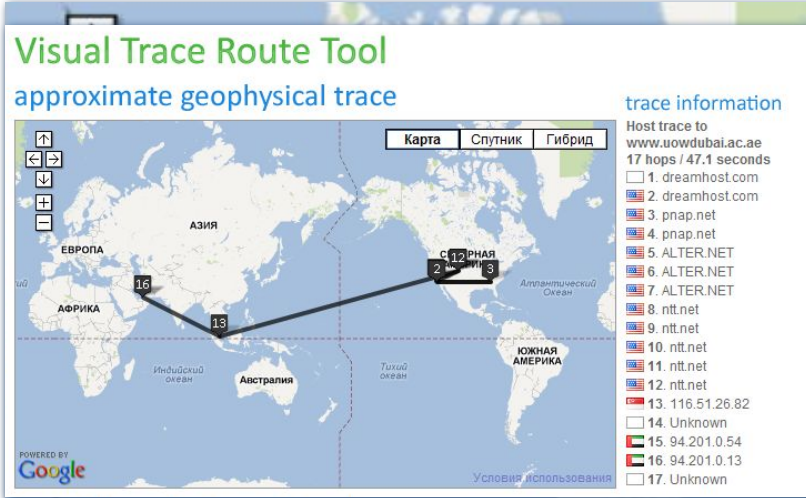 Visual Trace Route Tool
approximate geophysical trace
Карта Спутник Гибрид
АЗИЯ
ЕВРОПА
АФРИКА
Индийский
океан
Австралия
Тихий
океан
Атлантический
Океан
ЮЖНАЯ
АМЕРИКА
16
13
2
12
3
POWERED BY
Google
Условия использования
trace information
Host trace to
www.uowdubai.ac.ae
17 hops / 47.1 seconds
1. dreamhost.com
2. dreamhost.com
3. pnap.net
4. pnap.net
5. ALTER.NET
6. ALTER.NET
7. ALTER.NET
8. ntt.net
9. ntt.net
10. ntt.net
11. ntt.net
12. ntt.net
13. 116.51.26.82
14. Unknown
15. 94.201.0.54
16. 94.201.0.13
17. Unknown